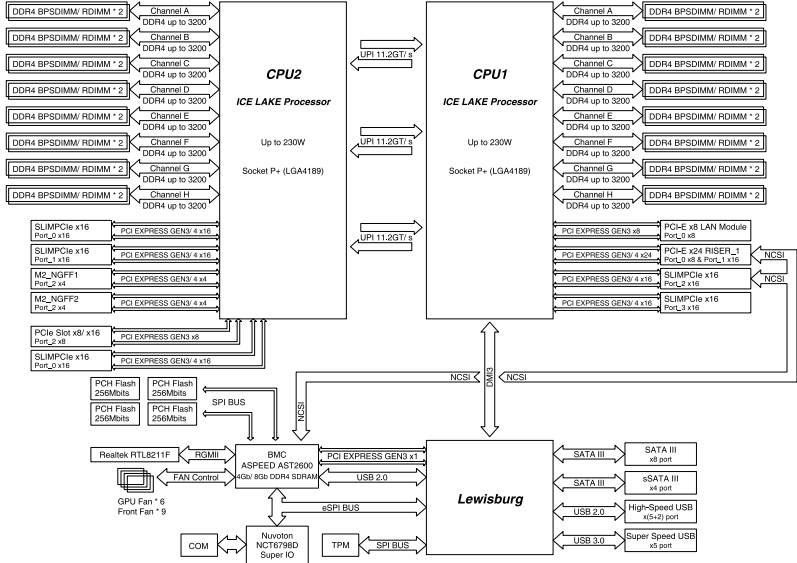 DDR4 BPSDIMM/ RDIMM * 2
Channel A
DDR4 up to 3200
DDR4 BPSDIMM/ RDIMM * 2
Channel B
DDR4 up to 3200
DDR4 BPSDIMM/ RDIMM * 2
Channel C
DDR4 up to 3200
DDR4 BPSDIMM/ RDIMM * 2
Channel D
DDR4 up to 3200
DDR4 BPSDIMM/ RDIMM * 2
Channel E
DDR4 up to 3200
DDR4 BPSDIMM/ RDIMM * 2
Channel F
DDR4 up to 3200
DDR4 BPSDIMM/ RDIMM * 2
Channel G
DDR4 up to 3200
DDR4 BPSDIMM/ RDIMM * 2
Channel H
DDR4 up to 3200
CPU2
ICE LAKE Processor
Up to 230W
Socket P+ (LGA4189)
UPI 11.2GT/ s
UPI 11.2GT/ s
UPI 11.2GT/ s
CPU1
ICE LAKE Processor
Up to 230W
Socket P+ (LGA4189)
Channel A
DDR4 up to 3200
DDR4 BPSDIMM/ RDIMM * 2
Channel B
DDR4 up to 3200
DDR4 BPSDIMM/ RDIMM * 2
Channel C
DDR4 up to 3200
DDR4 BPSDIMM/ RDIMM * 2
Channel D
DDR4 up to 3200
DDR4 BPSDIMM/ RDIMM * 2
Channel E
DDR4 up to 3200
DDR4 BPSDIMM/ RDIMM * 2
Channel F
DDR4 up to 3200
DDR4 BPSDIMM/ RDIMM * 2
Channel G
DDR4 up to 3200
DDR4 BPSDIMM/ RDIMM * 2
Channel H
DDR4 up to 3200
DDR4 BPSDIMM/ RDIMM * 2
SLIMPCIe x16
Port_0 x16
PCI EXPRESS GEN3/ 4 x16
SLIMPCIe x16
Port_1 x16
PCI EXPRESS GEN3/ 4 x16
M2_NGFF1
Port_2 x4
PCI EXPRESS GEN3/ 4 x4
M2_NGFF2
Port_2 x4
PCI EXPRESS GEN3/ 4 x4
PCIe Slot x8/ x16
Port_2 x8
PCI EXPRESS GEN3 x8
SLIMPCIe x16
Port_0 x16
PCI EXPRESS GEN3/ 4 x16
PCI EXPRESS GEN3 x8
PCI-E x8 LAN Module
Port_0 x8
PCI EXPRESS GEN3/ 4 x24
PCI-E x24 RISER_1
Port_0 x8 & Port_1 x16
NCSI
PCI EXPRESS GEN3/ 4 x16
SLIMPCIe x16
Port_2 x16
NCSI
PCI EXPRESS GEN3/ 4 x16
SLIMPCIe x16
Port_3 x16
NCSI
DMI3
NCSI
NCSI
PCH Flash
256Mbits
PCH Flash
256Mbits
PCH Flash
256Mbits
PCH Flash
256Mbits
SPI BUS
Realtek RTL8211F
RGMII
BMC
ASPEED AST2600
4Gb/ 8Gb DDR4 SDRAM
FAN Control
GPU Fan * 6
Front Fan * 9
PCI EXPRESS GEN3 x1
USB 2.0
eSPI BUS
COM
Nuvoton
NCT6798D
Super IO
TPM
SPI BUS
Lewisburg
SATA III
SATA III
x8 port
SATA III
sSATA III
x4 port
USB 2.0
High-Speed USB
x(5+2) port
USB 3.0
Super Speed USB
x5 port